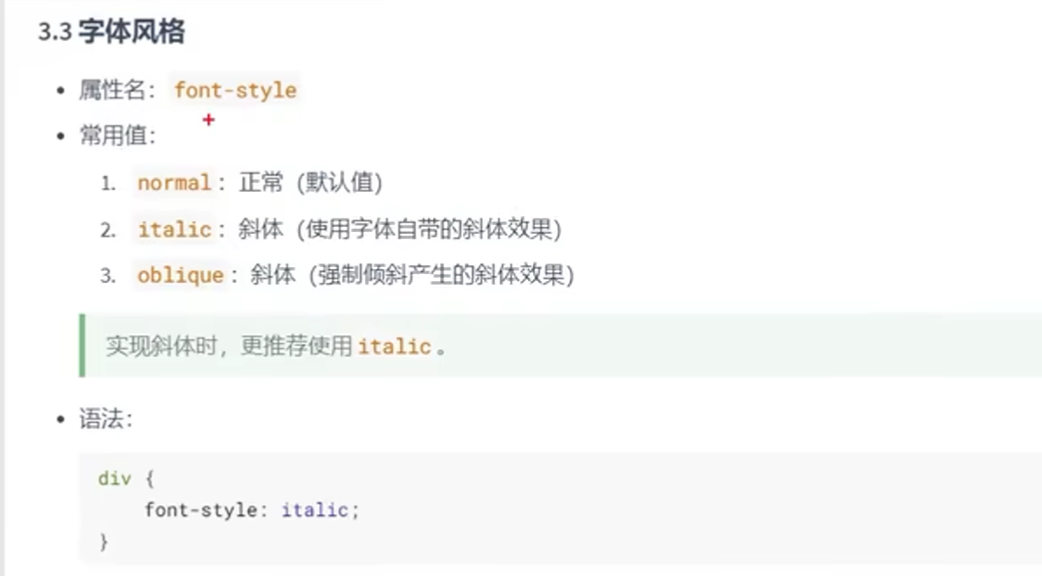 3.3 字体风格
• 属性名： font-style
• 常用值：
1. normal：正常（默认值）
2. italic：斜体（使用字体自带的斜体效果）
3. oblique：斜体（强制倾斜产生的斜体效果）
实现斜体时，更推荐使用 italic 。
• 语法：
div {
    font-style: italic;
}